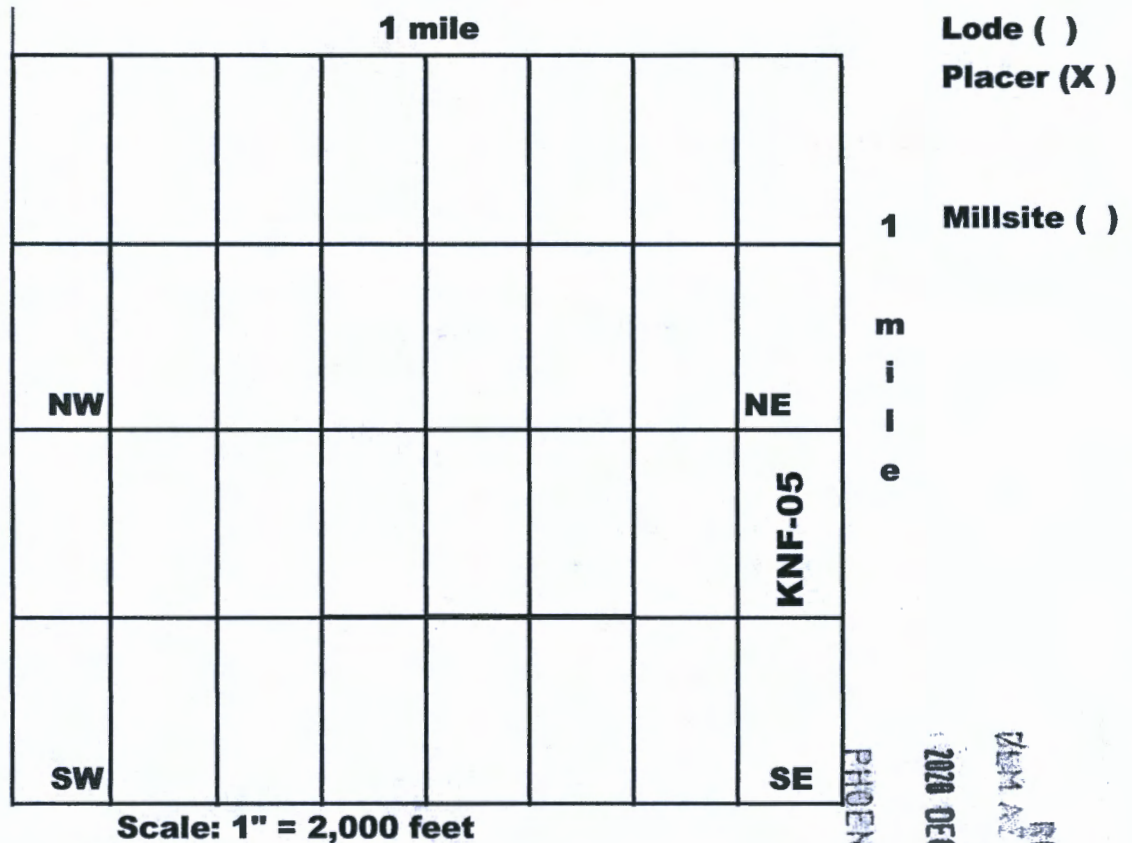 1 mile
Lode ( )
Placer (X )
1 mile
Millsite ( )
NW
NE
KNF-05
SW
SE
Scale: 1" = 2,000 feet
PHOEN
DEC